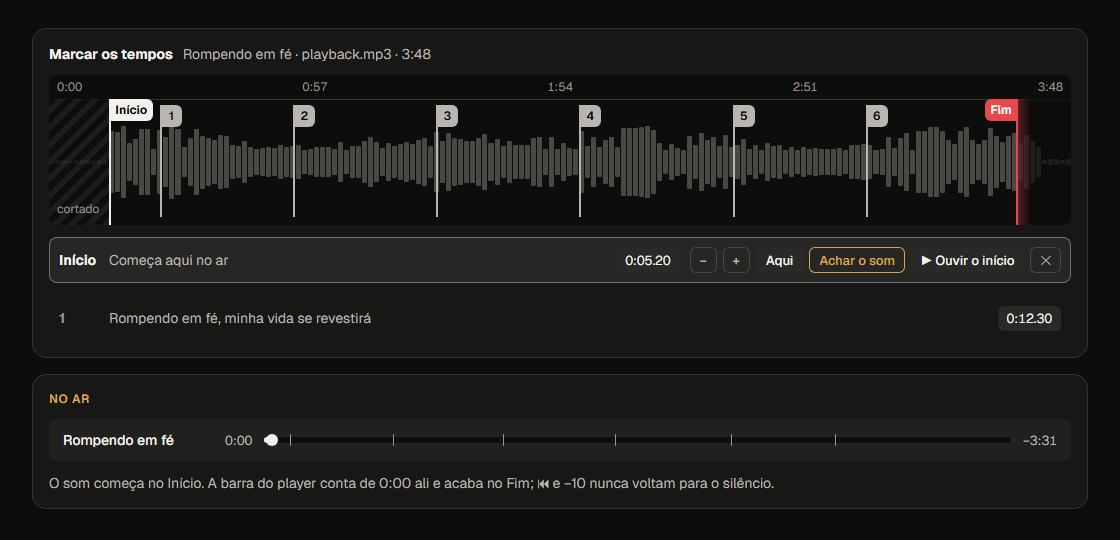 Marcar os tempos Rompendo em fé · playback.mp3 · 3:48
0:00 0:57 1:54 2:51 3:48
Início 1 2 3 4 5 6 Fim
cortado
Início Começa aqui no ar 0:05.20 − + Aqui Achar o som ▶ Ouvir o início ✕
1 Rompendo em fé, minha vida se revestirá 0:12.30
NO AR
Rompendo em fé 0:00 −3:31
O som começa no Início. A barra do player conta de 0:00 ali e acaba no Fim; ⏮ e −10 nunca voltam para o silêncio.